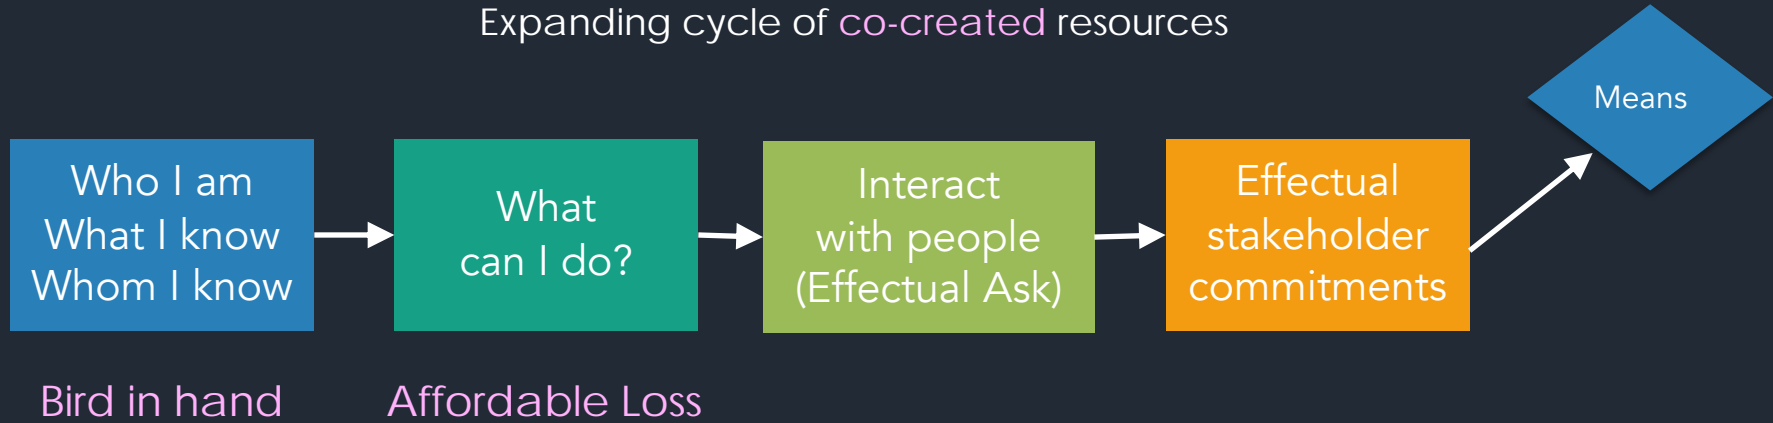 Expanding cycle of co-created resources
Means
Who I am
What I know
Whom I know
What
can I do?
Interact
with people
(Effectual Ask)
Effectual
stakeholder
commitments
Bird in hand
Affordable Loss